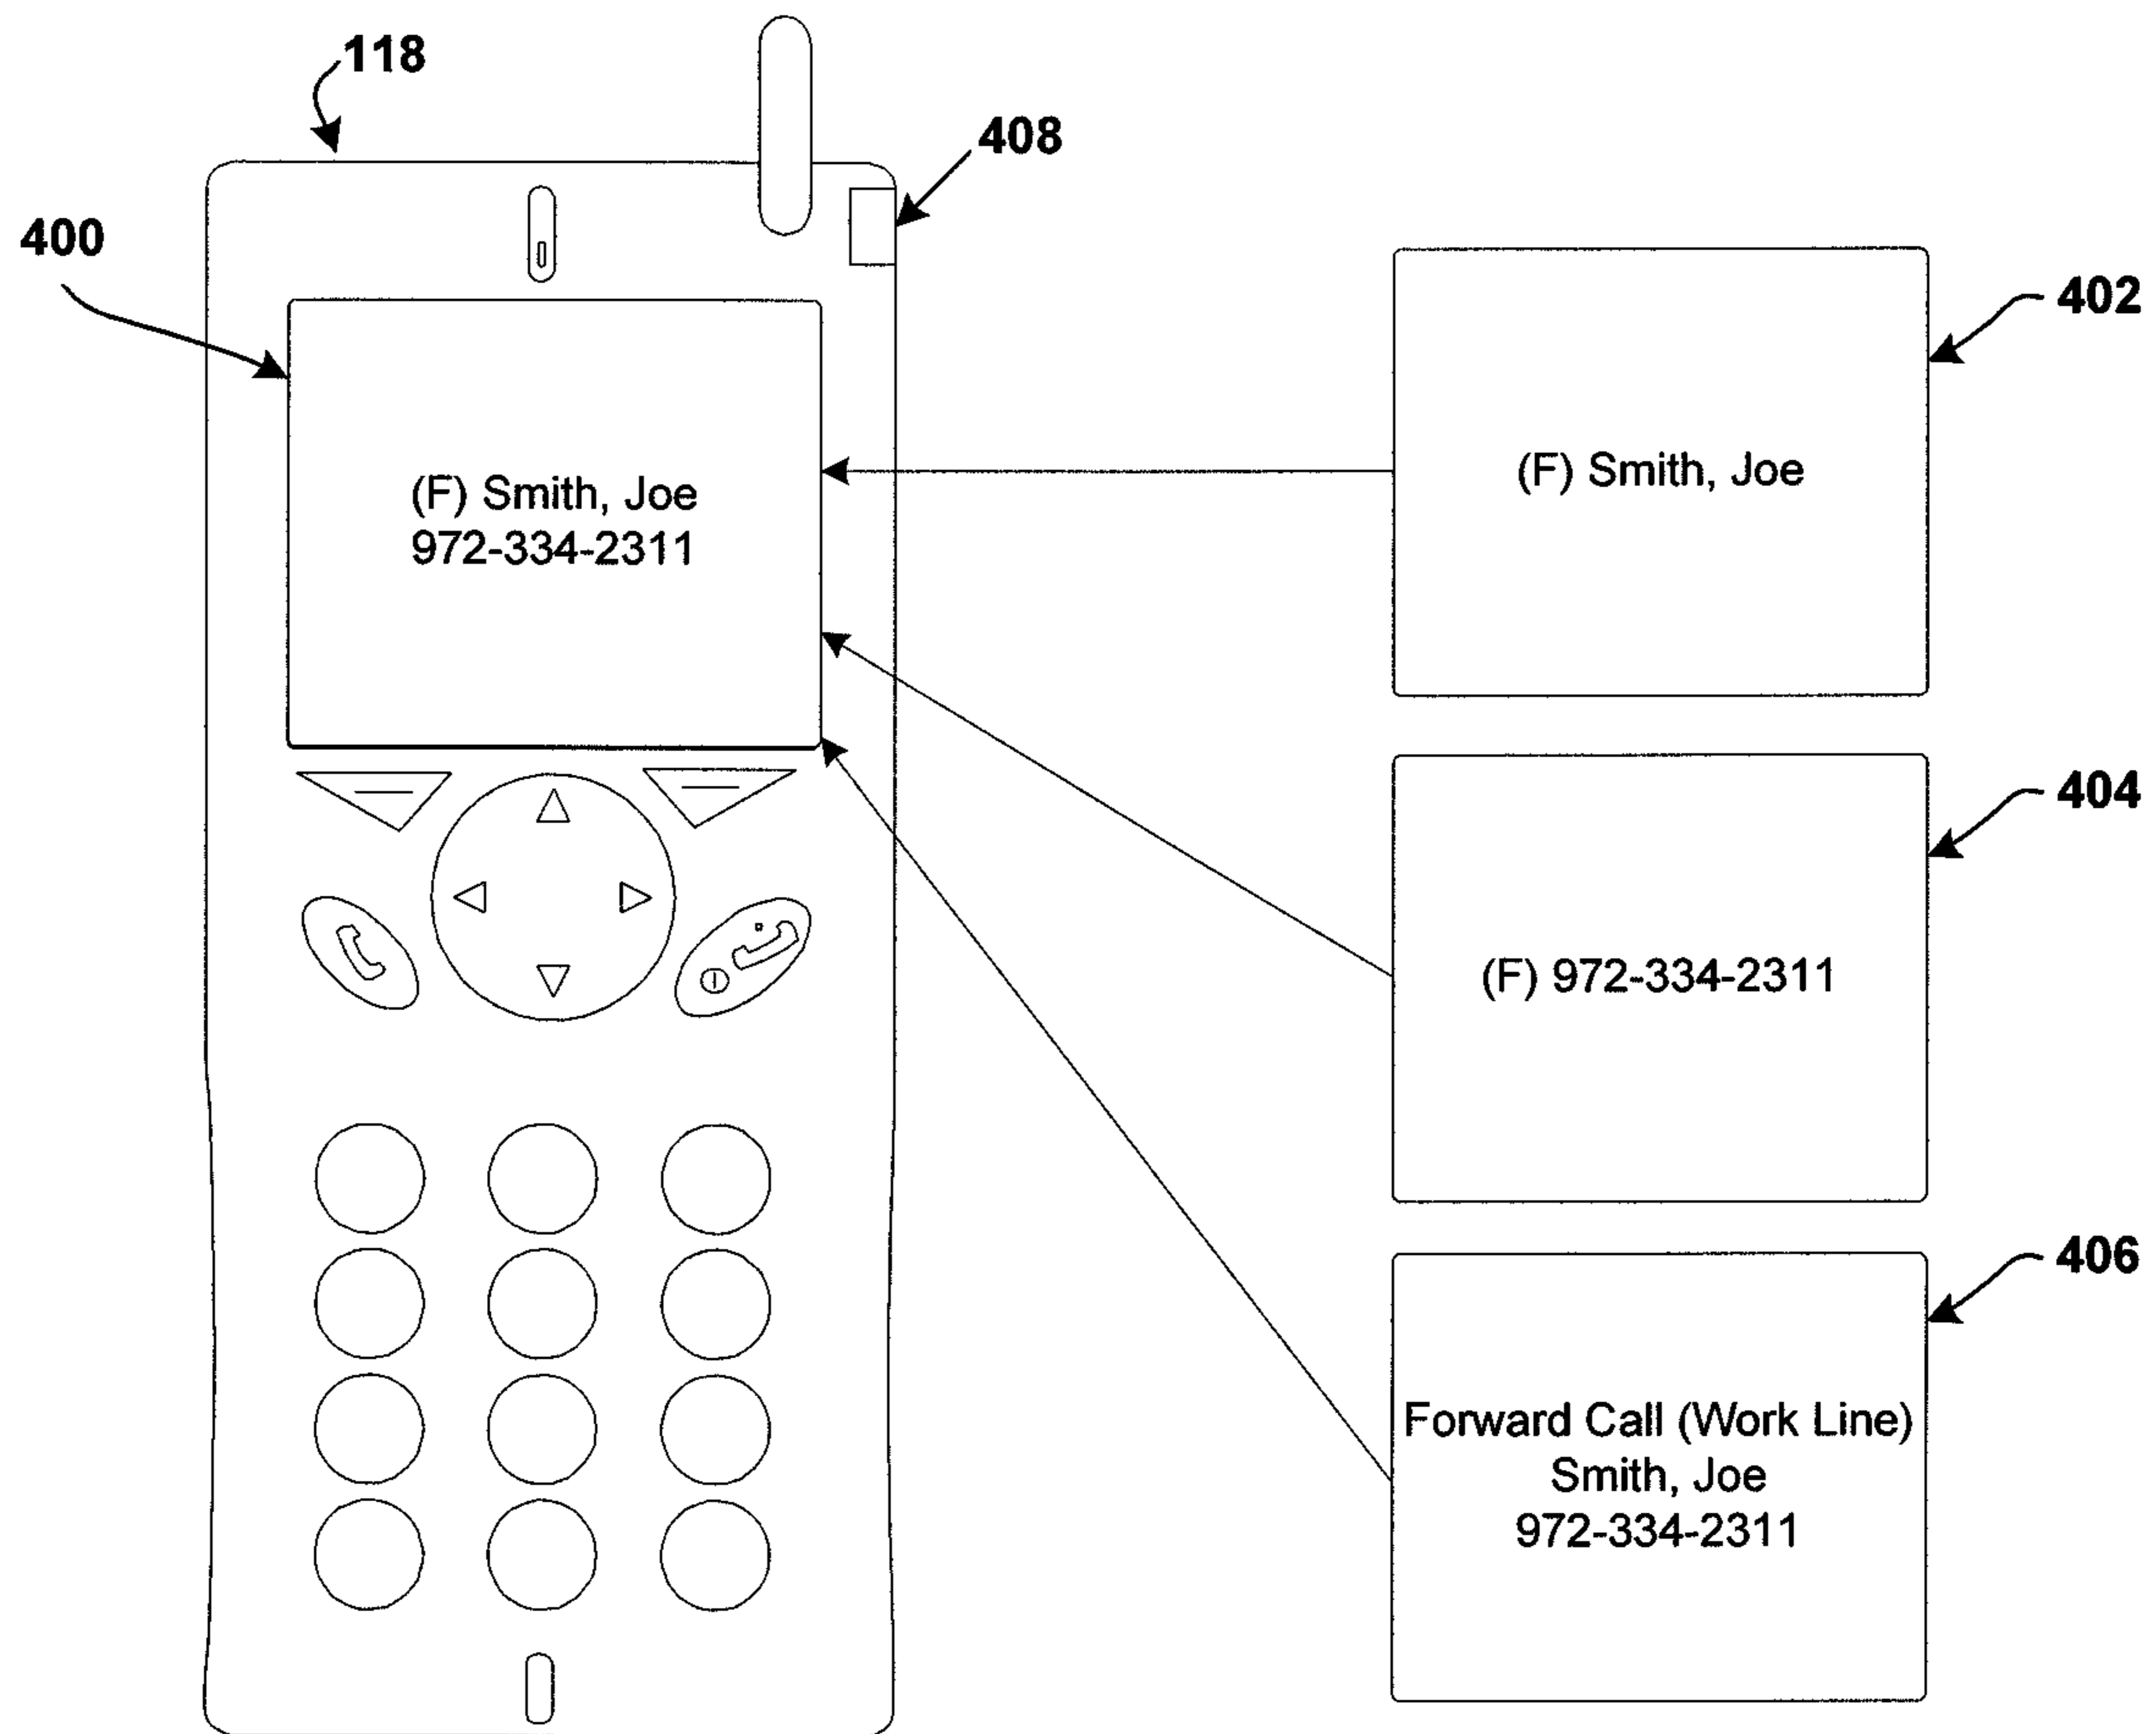 118
408
400
402
(F) Smith, Joe
972-334-2311
(F) Smith, Joe
404
(F) 972-334-2311
406
Forward Call (Work Line)
Smith, Joe
972-334-2311